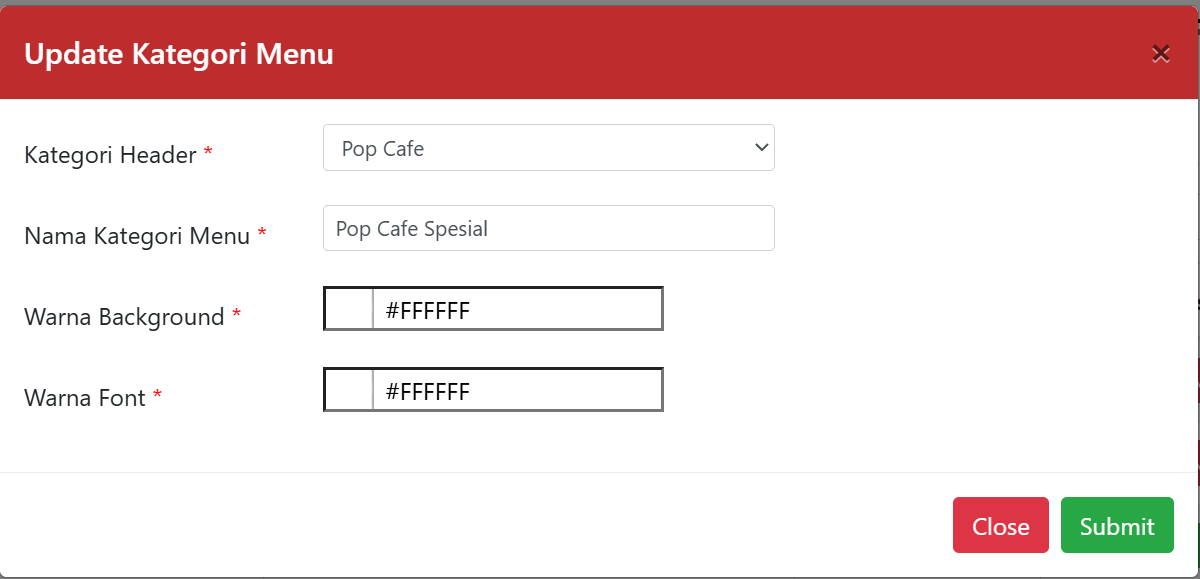 Update Kategori Menu ×
Kategori Header * Pop Cafe
Nama Kategori Menu * Pop Cafe Spesial
Warna Background * #FFFFFF
Warna Font * #FFFFFF
Close Submit